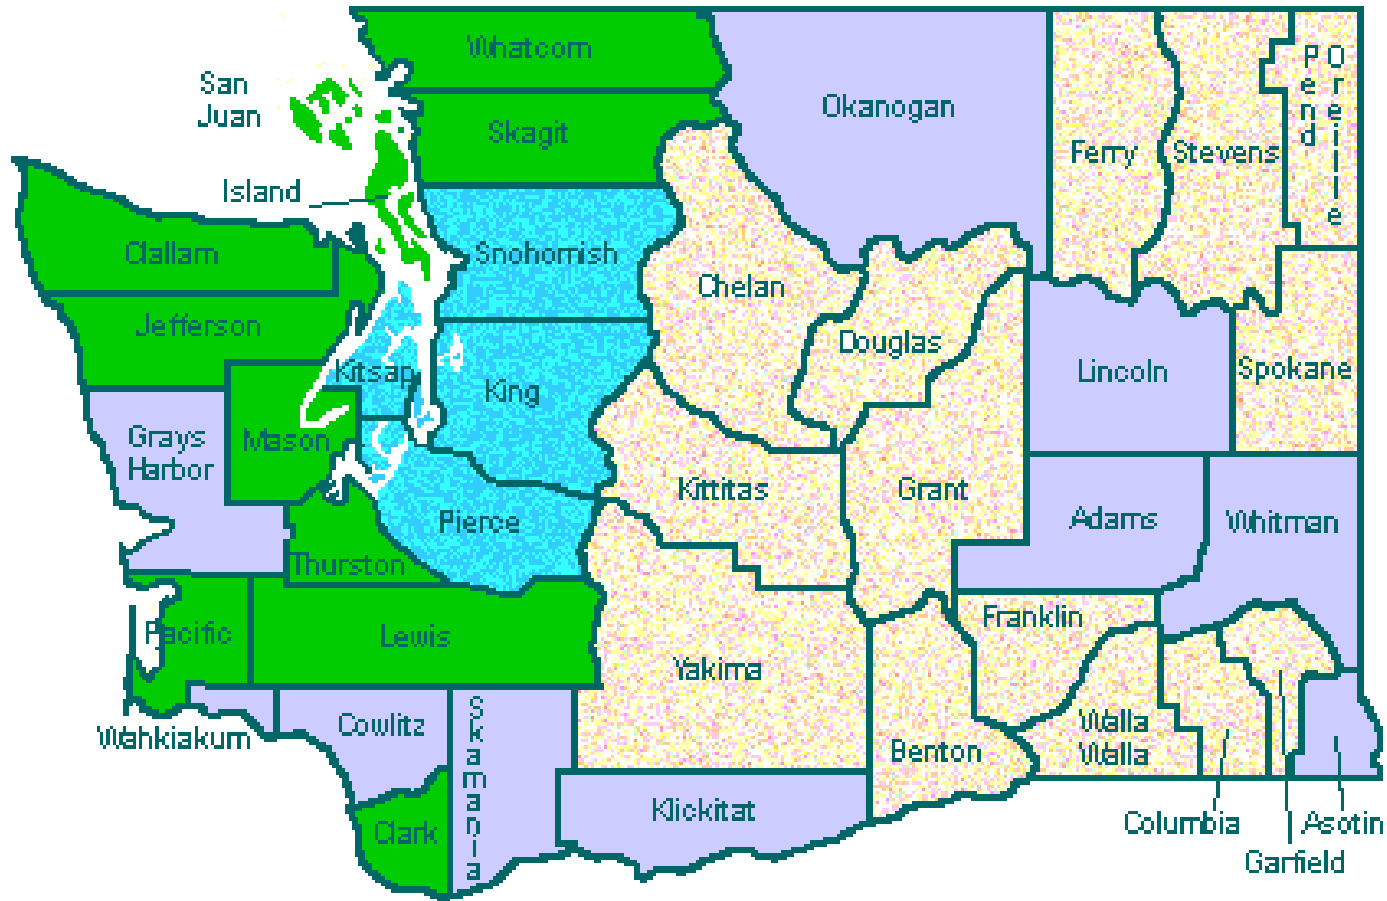 Whatcom
San
Juan
Skagit
Okanogan
Ferry
Stevens
Pend
Oreille
Island
Clallam
Snohomish
Chelan
Jefferson
Douglas
Kitsap
King
Lincoln
Spokane
Grays
Harbor
Mason
Kittitas
Grant
Pierce
Adams
Whitman
Thurston
Pacific
Lewis
Franklin
Yakima
Skamania
Cowlitz
Wahkiakum
Walla
Walla
Benton
Klickitat
Clark
Columbia
Asotin
Garfield